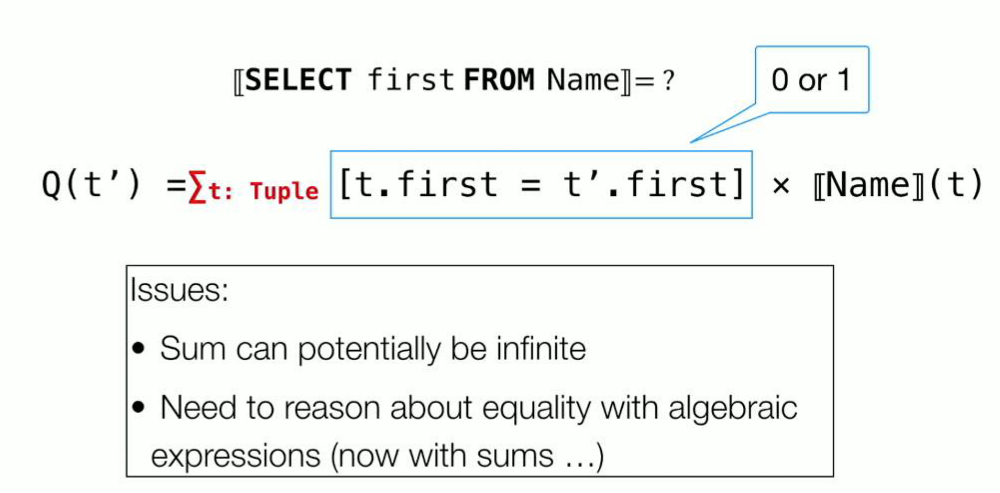 ⟦SELECT first FROM Name⟧= ?
0 or 1
Q(t’) =∑t: Tuple [t.first = t’.first] × ⟦Name⟧(t)
Issues:
• Sum can potentially be infinite
• Need to reason about equality with algebraic
expressions (now with sums ...)